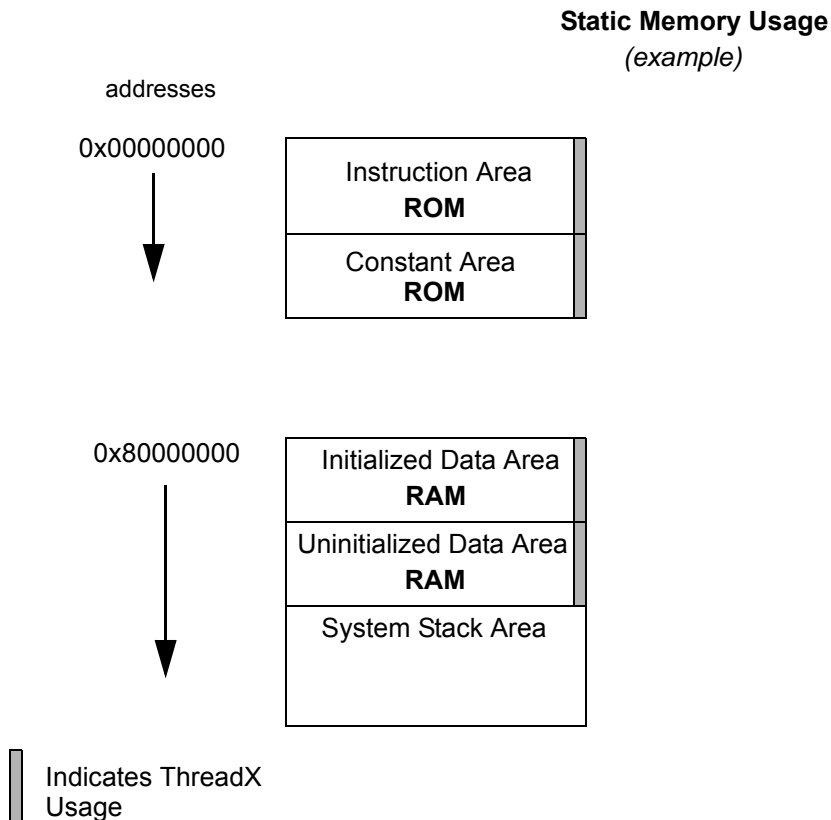 Static Memory Usage
(example)
addresses
0x00000000
Instruction Area
ROM
Constant Area
ROM
0x80000000
Initialized Data Area
RAM
Uninitialized Data Area
RAM
System Stack Area
Indicates ThreadX
Usage